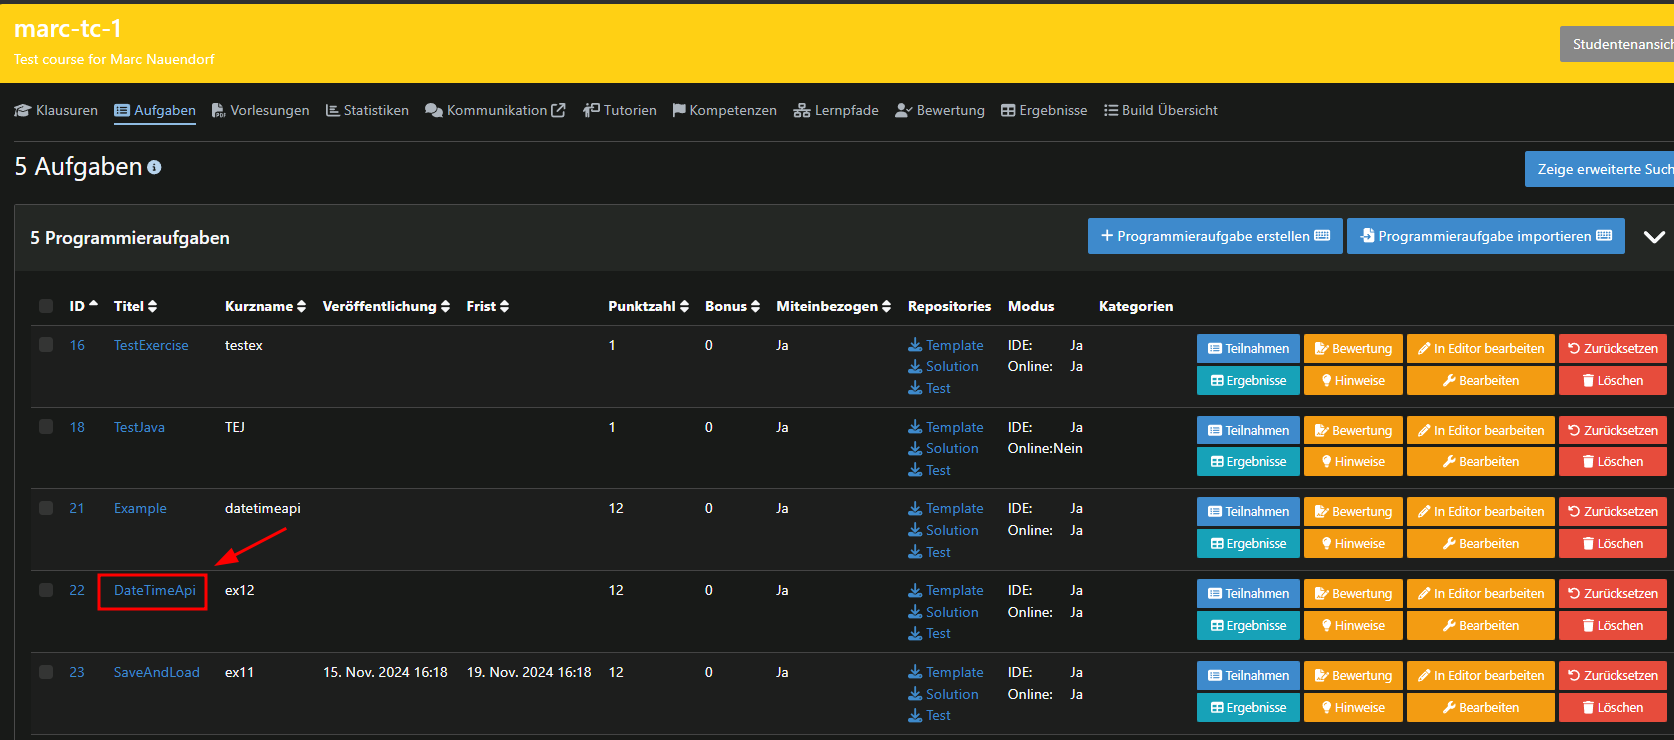 marc-tc-1
Test course for Marc Nauendorf
Studentenansich
Klausuren Aufgaben Vorlesungen Statistiken Kommunikation Tutorien Kompetenzen Lernpfade Bewertung Ergebnisse Build Übersicht
5 Aufgaben
Zeige erweiterte Such
5 Programmieraufgaben
Programmieraufgabe erstellen Programmieraufgabe importieren
ID Titel Kurzname Veröffentlichung Frist Punktzahl Bonus Miteinbezogen Repositories Modus Kategorien
16 TestExercise testex 1 0 Ja Template IDE: Ja Teilnahmen Bewertung In Editor bearbeiten Zurücksetzen
Solution Online: Ja Ergebnisse Hinweise Bearbeiten Löschen
Test
18 TestJava TEJ 1 0 Ja Template IDE: Ja Teilnahmen Bewertung In Editor bearbeiten Zurücksetzen
Solution Online:Nein Ergebnisse Hinweise Bearbeiten Löschen
Test
21 Example datetimeapi 12 0 Ja Template IDE: Ja Teilnahmen Bewertung In Editor bearbeiten Zurücksetzen
Solution Online: Ja Ergebnisse Hinweise Bearbeiten Löschen
Test
22 DateTimeApi ex12 12 0 Ja Template IDE: Ja Teilnahmen Bewertung In Editor bearbeiten Zurücksetzen
Solution Online: Ja Ergebnisse Hinweise Bearbeiten Löschen
Test
23 SaveAndLoad ex11 15. Nov. 2024 16:18 19. Nov. 2024 16:18 12 0 Ja Template IDE: Ja Teilnahmen Bewertung In Editor bearbeiten Zurücksetzen
Solution Online: Ja Ergebnisse Hinweise Bearbeiten Löschen
Test